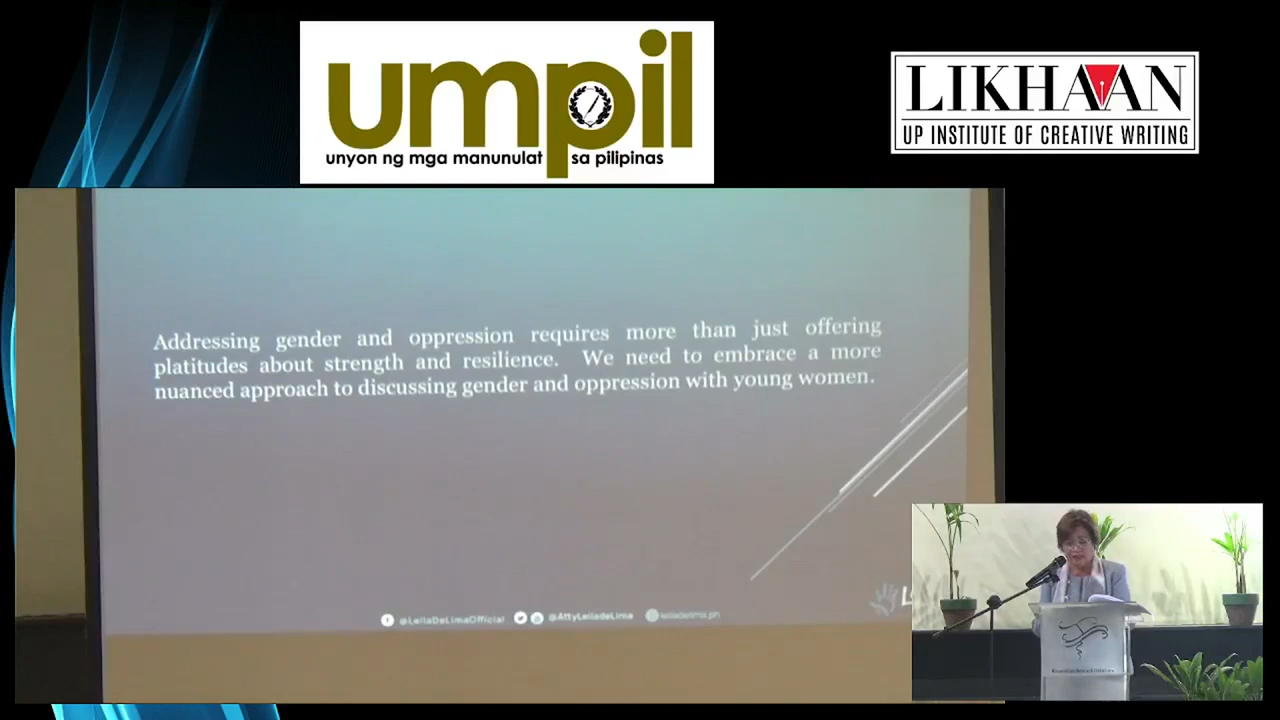 umpil
unyon ng mga manunulat sa pilipinas
LIKHAAN
UP INSTITUTE OF CREATIVE WRITING
Addressing gender and oppression requires more than just offering
platitudes about strength and resilience. We need to embrace a more
nuanced approach to discussing gender and oppression with young women.
@LeilaDeLimaOfficial @AttyLeiladeLima leiladelima.ph